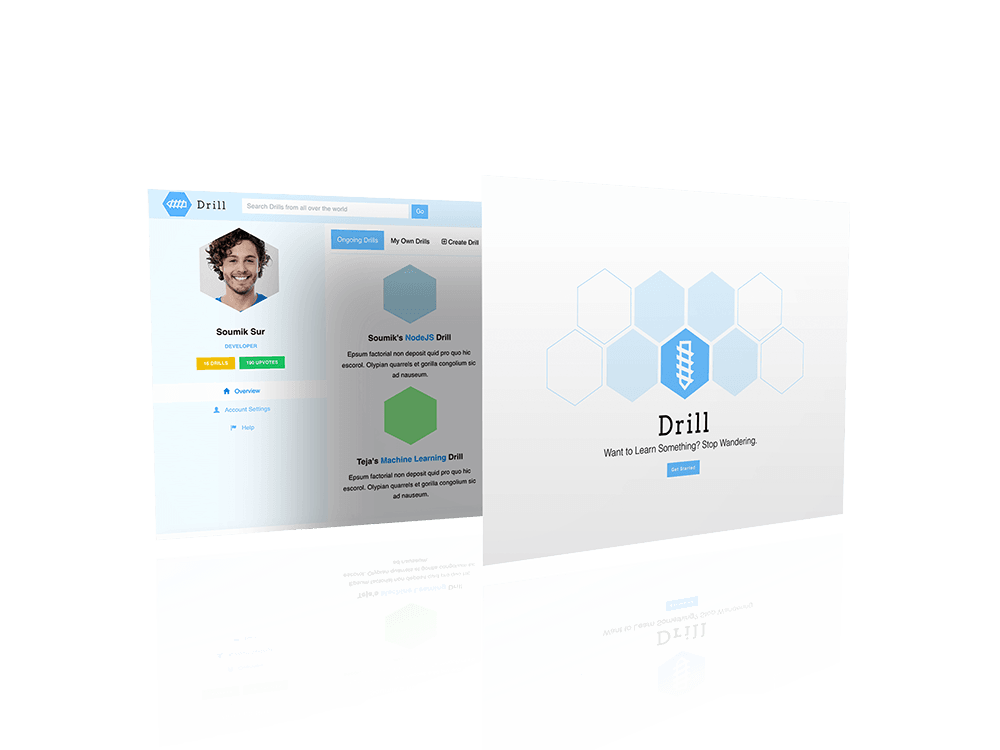 Drill
Search Drills from all over the world
Go
Soumik Sur
DEVELOPER
100 UPVOTES
Overview
Account Settings
Help
Ongoing Drills
My Own Drills
Create Drill
Soumik's NodeJS Drill
Epsum factorial non deposit quid pro quo hic
escorol. Olypian quarrels et gorilla congolium sic
ad nauseum.
Teja's Machine Learning Drill
Epsum factorial non deposit quid pro quo hic
escorol. Olypian quarrels et gorilla congolium sic
ad nauseum.
Drill
Want to Learn Something? Stop Wandering.
Get Started